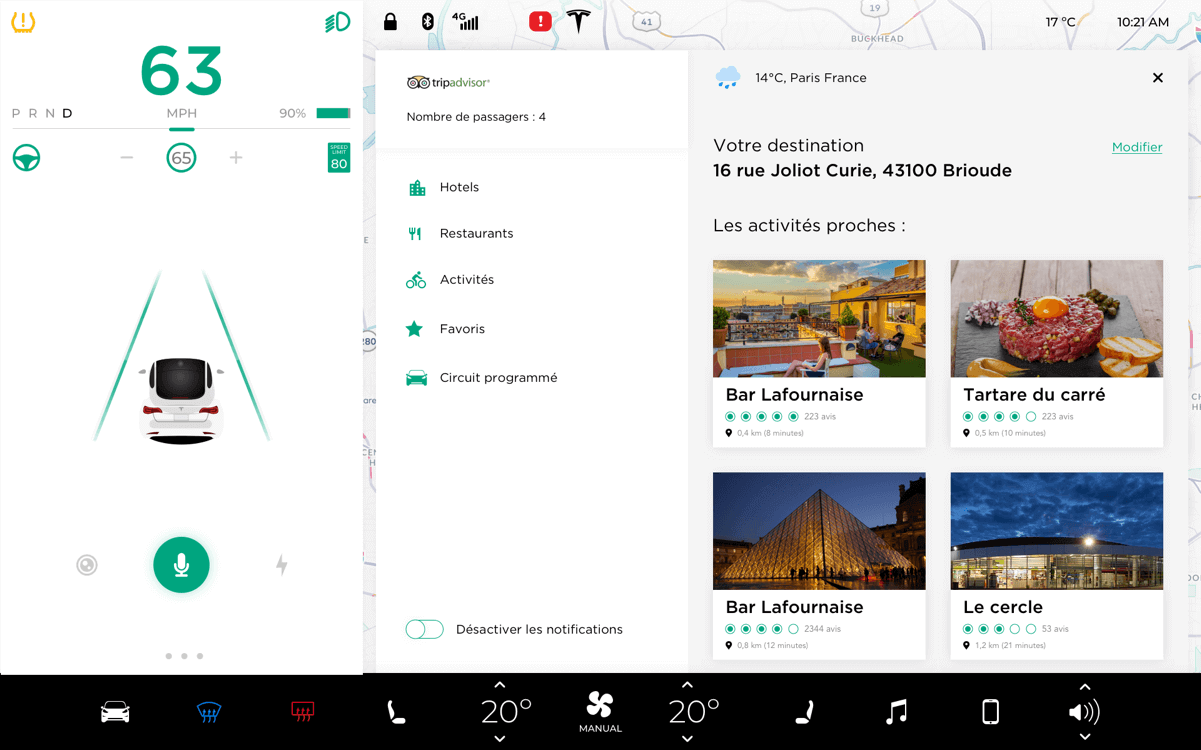 63
P R N D
MPH
90%
65
SPEED
LIMIT
80
4G
41
19
BUCKHEAD
17 °C
10:21 AM
tripadvisor
Nombre de passagers : 4
Hotels
Restaurants
Activités
Favoris
Circuit programmé
Désactiver les notifications
14°C, Paris France
Votre destination
Modifier
16 rue Joliot Curie, 43100 Brioude
Les activités proches :
Bar Lafournaise
223 avis
0,4 km (8 minutes)
Tartare du carré
223 avis
0,5 km (10 minutes)
Bar Lafournaise
2344 avis
0,8 km (12 minutes)
Le cercle
53 avis
1,2 km (21 minutes)
20°
MANUAL
20°